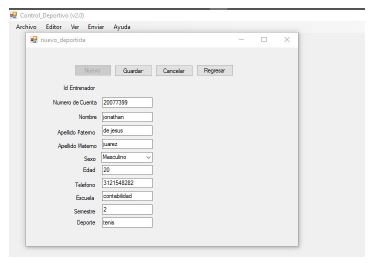 Control_Deportivo (v2.0)
Archivo Editor Ver Enviar Ayuda
nuevo_deportista
Nuevo Guardar Cancelar Regresar
Id Entrenador
Numero de Cuenta 20077399
Nombre jonathan
Apellido Paterno de jesus
Apellido Materno juarez
Sexo Masculino
Edad 20
Telefono 3121548282
Escuela contabilidad
Semestre 2
Deporte tenis